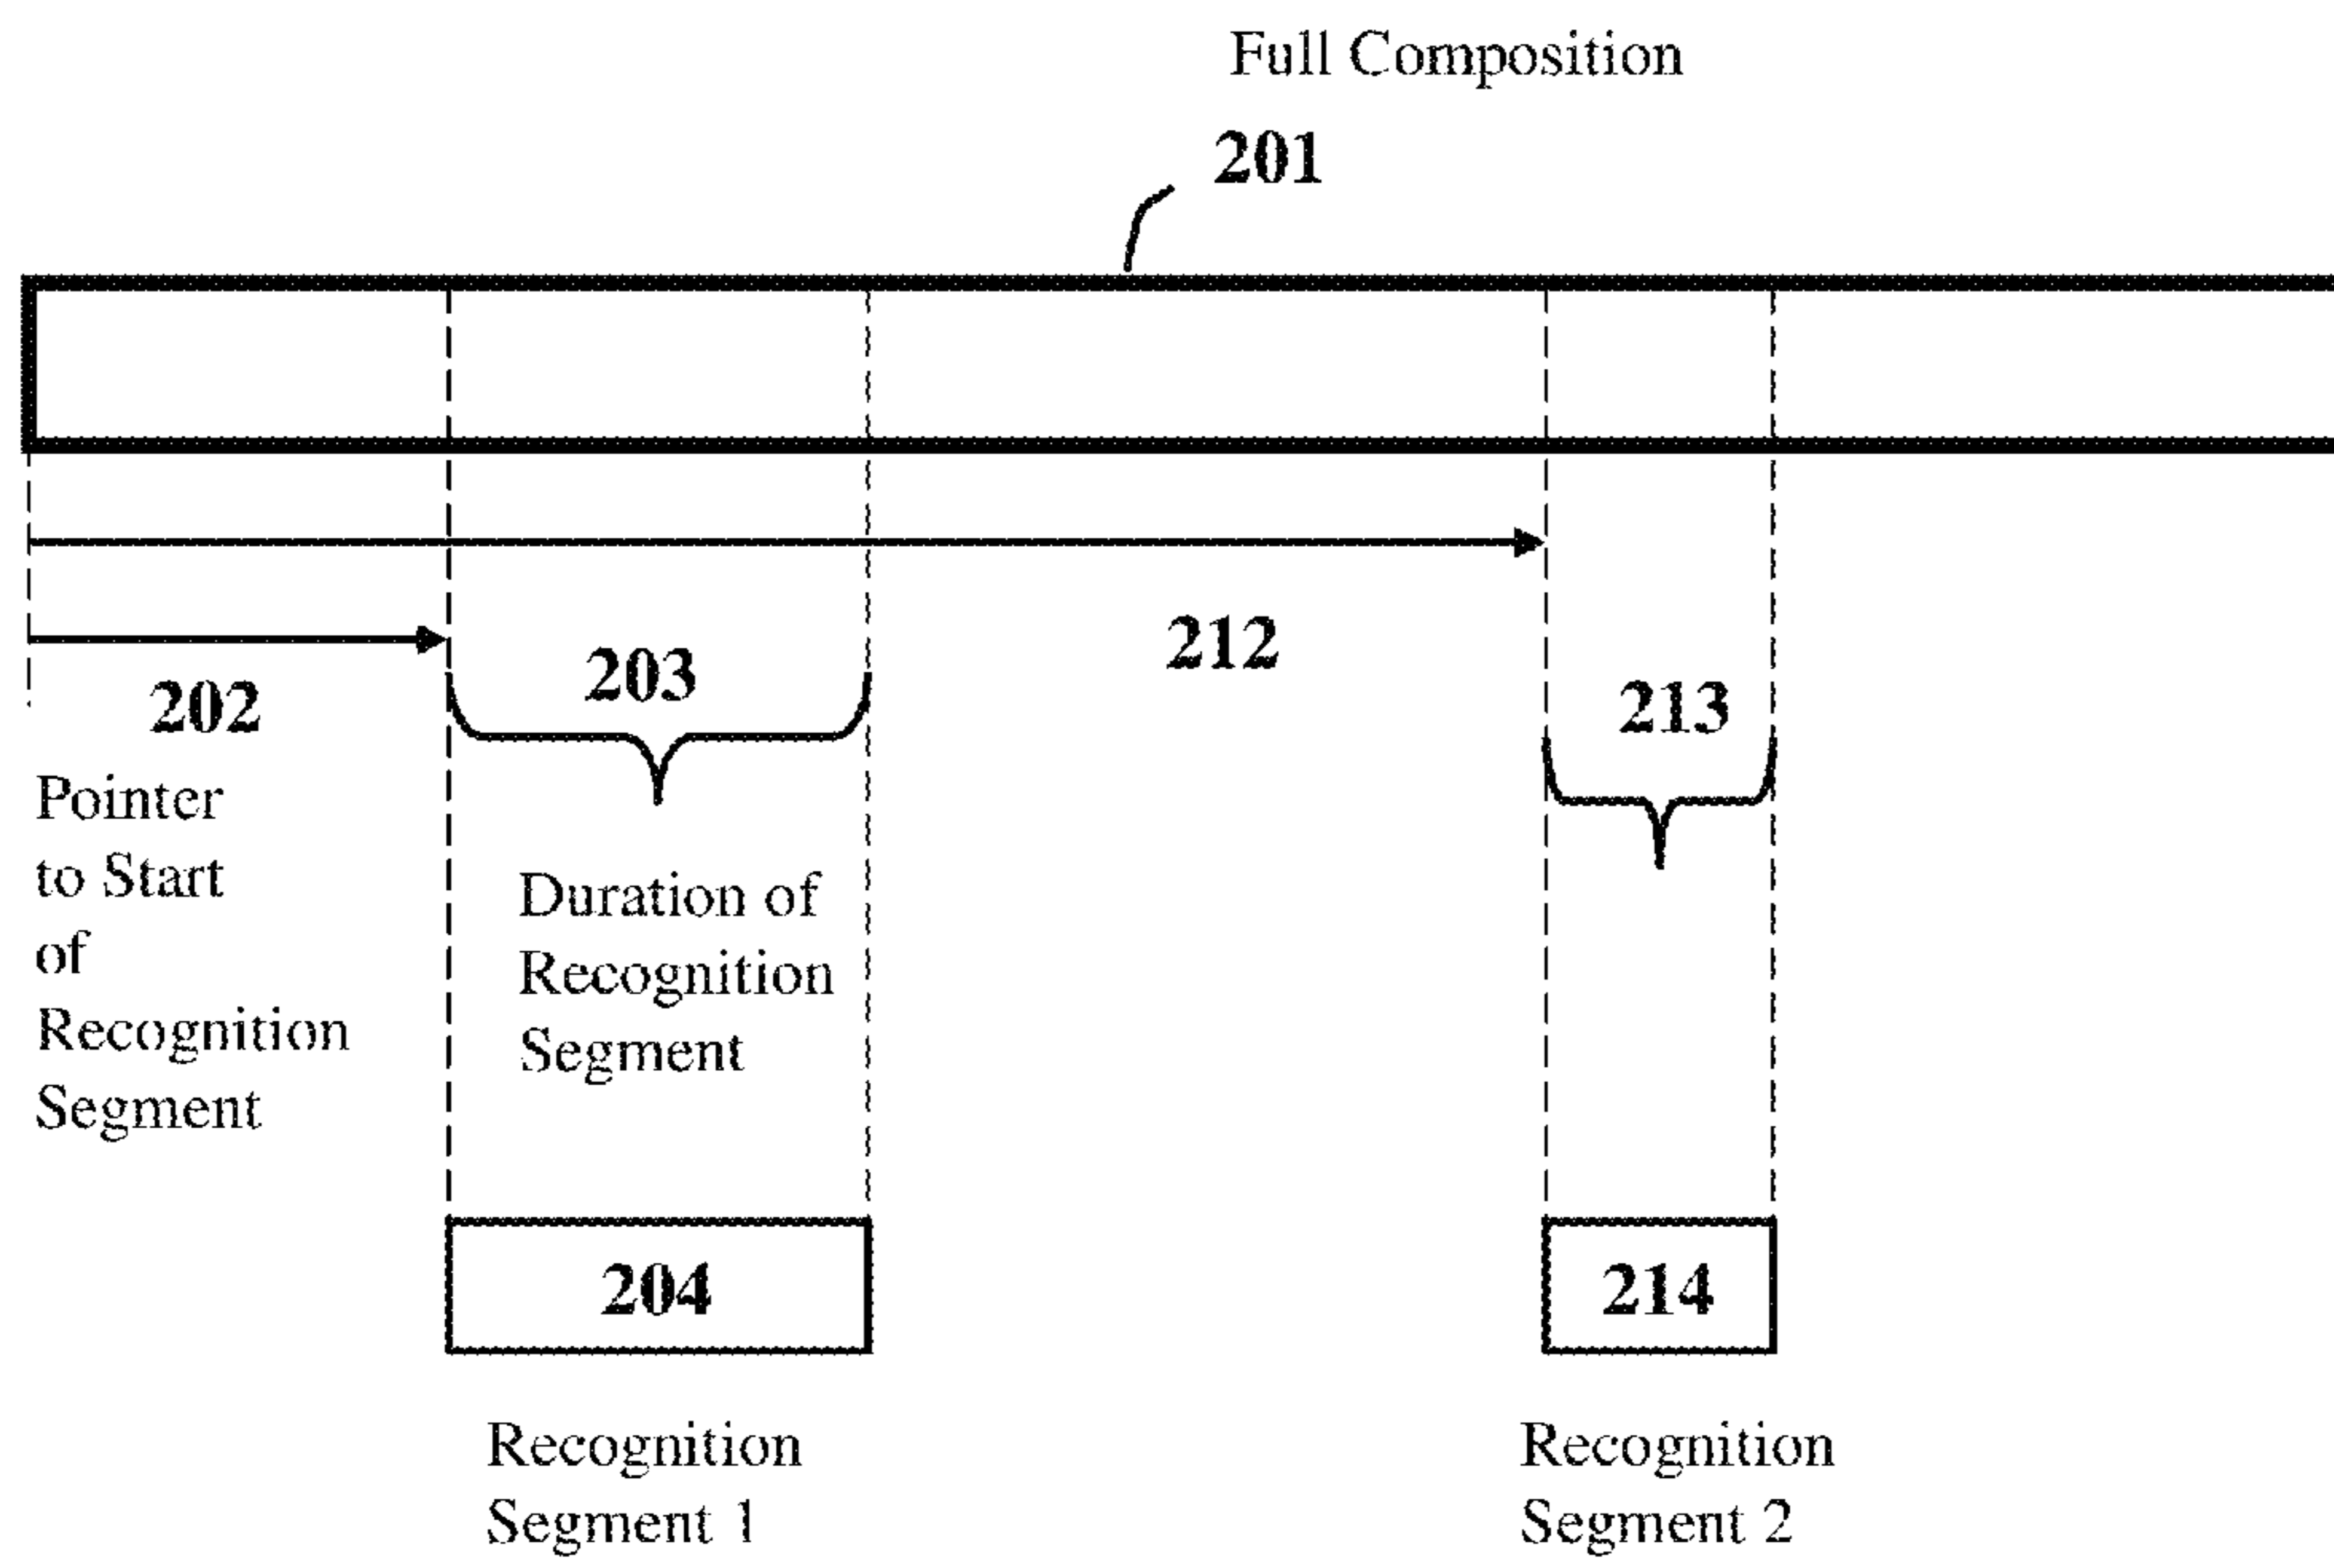 Full Composition
201
212
202
203
213
Pointer
to Start
of
Recognition
Segment
Duration of
Recognition
Segment
204
214
Recognition
Segment 1
Recognition
Segment 2